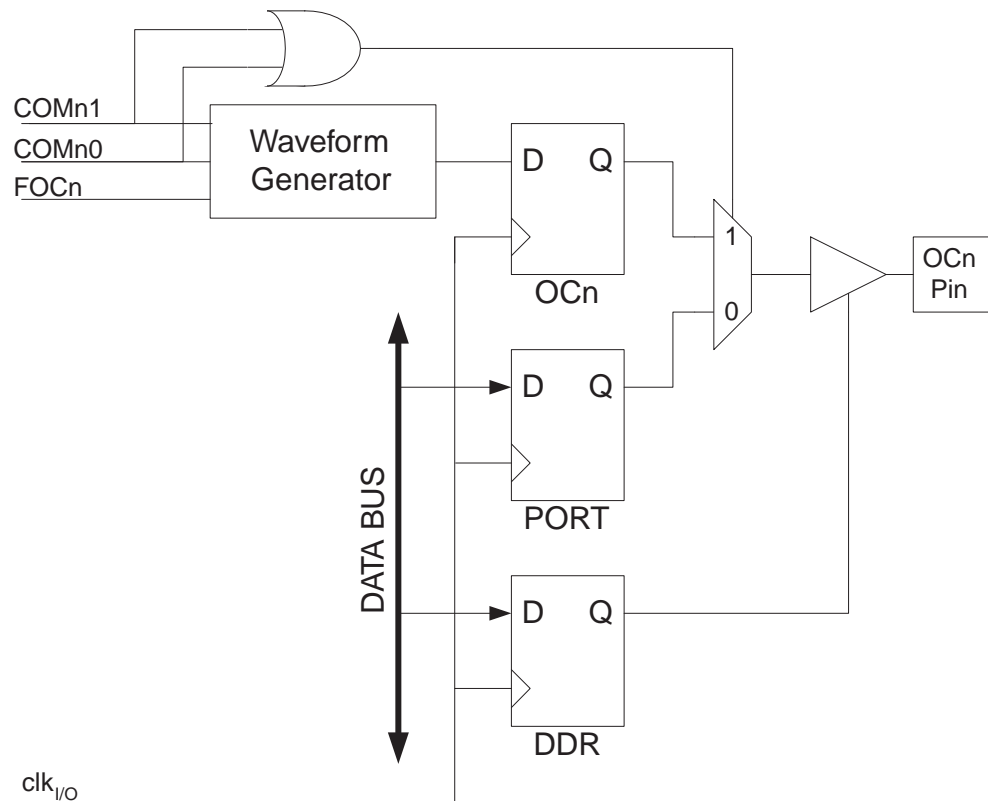 COMn1
COMn0
FOCn
Waveform
Generator
D Q
OCn
1
0
OCn
Pin
D Q
PORT
DATA BUS
D Q
DDR
clkI/O